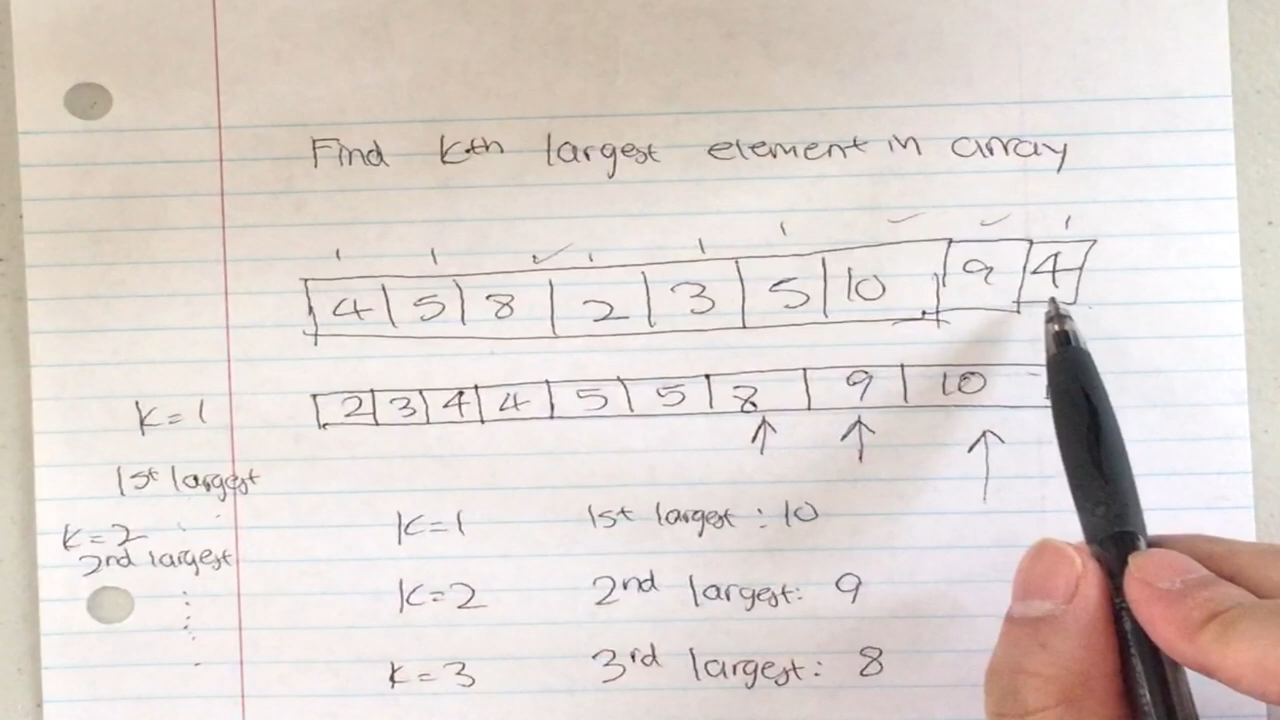 Find kth largest element in array
4 5 8 2 3 5 10 9 4
2 3 4 4 5 5 8 9 10
K=1
1st largest
K=2
2nd largest
K=1 1st largest : 10
K=2 2nd largest: 9
K=3 3rd largest: 8